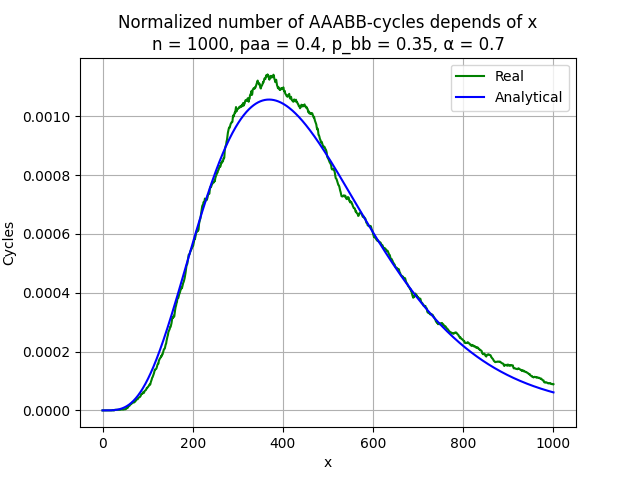 Normalized number of AAABB-cycles depends of x
n = 1000, paa = 0.4, p_bb = 0.35, α = 0.7
Real
Analytical
0.0010
0.0008
0.0006
0.0004
0.0002
0.0000
Cycles
0 200 400 600 800 1000
x